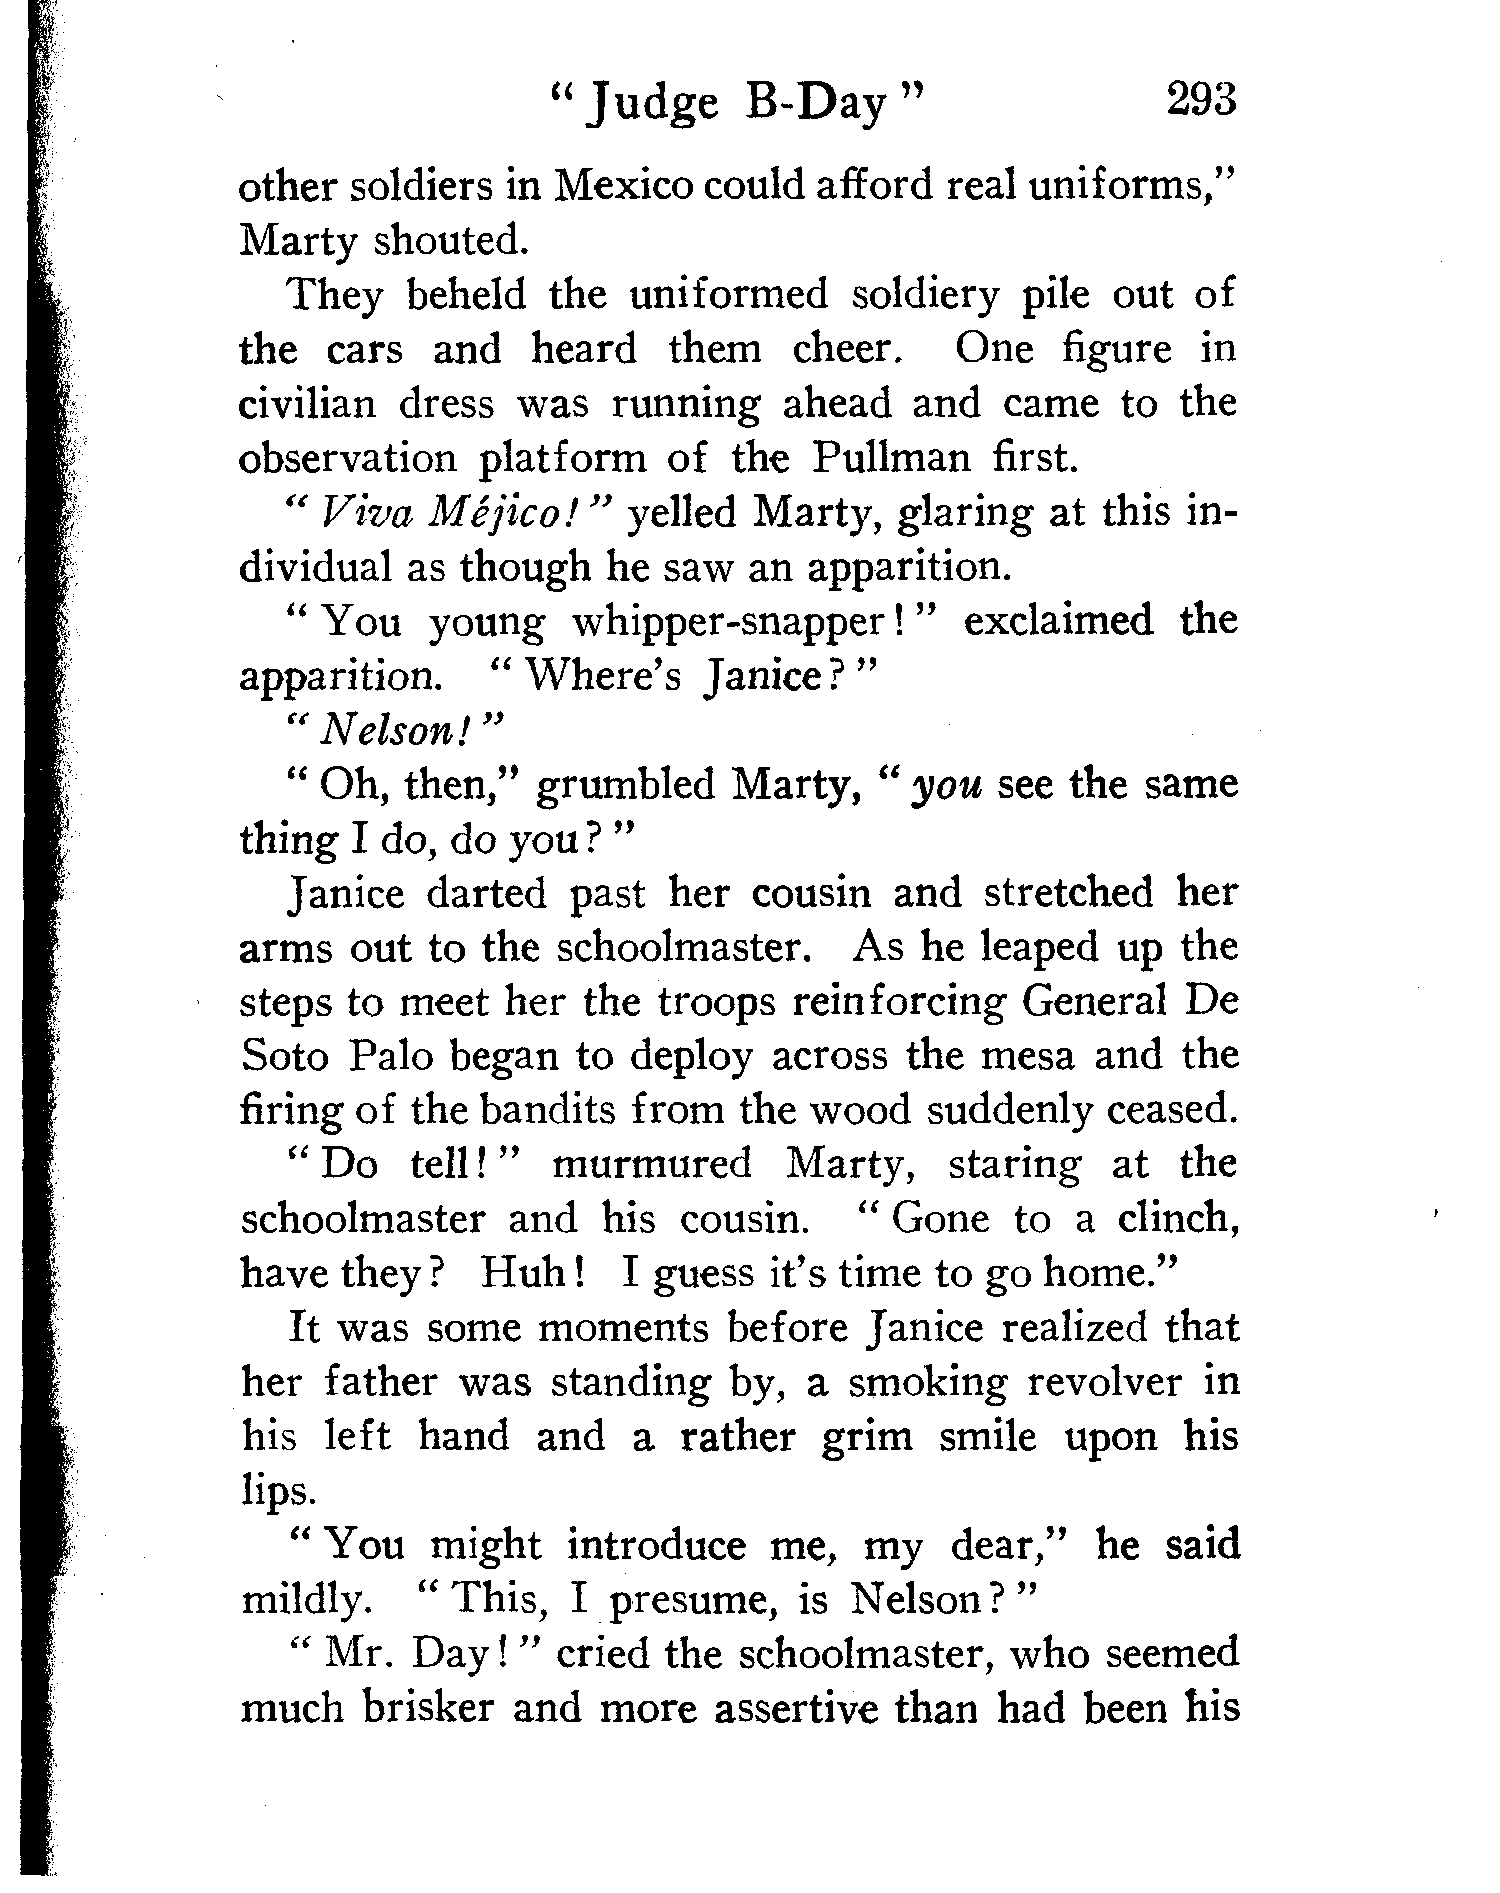 “ Judge B-Day ” 293
other soldiers in Mexico could afford real uniforms,”
Marty shouted.
They beheld the uniformed soldiery pile out of
the cars and heard them cheer. One figure in
civilian dress was running ahead and came to the
observation platform of the Pullman first.
“ Viva Méjico! ” yelled Marty, glaring at this in-
dividual as though he saw an apparition.
“ You young whipper-snapper! ” exclaimed the
apparition. “ Where’s Janice? ”
“ Nelson! ”
“ Oh, then,” grumbled Marty, “ you see the same
thing I do, do you? ”
Janice darted past her cousin and stretched her
arms out to the schoolmaster. As he leaped up the
steps to meet her the troops reinforcing General De
Soto Palo began to deploy across the mesa and the
firing of the bandits from the wood suddenly ceased.
“ Do tell! ” murmured Marty, staring at the
schoolmaster and his cousin. “ Gone to a clinch,
have they? Huh! I guess it’s time to go home.”
It was some moments before Janice realized that
her father was standing by, a smoking revolver in
his left hand and a rather grim smile upon his
lips.
“ You might introduce me, my dear,” he said
mildly. “ This, I presume, is Nelson? ”
“ Mr. Day! ” cried the schoolmaster, who seemed
much brisker and more assertive than had been his